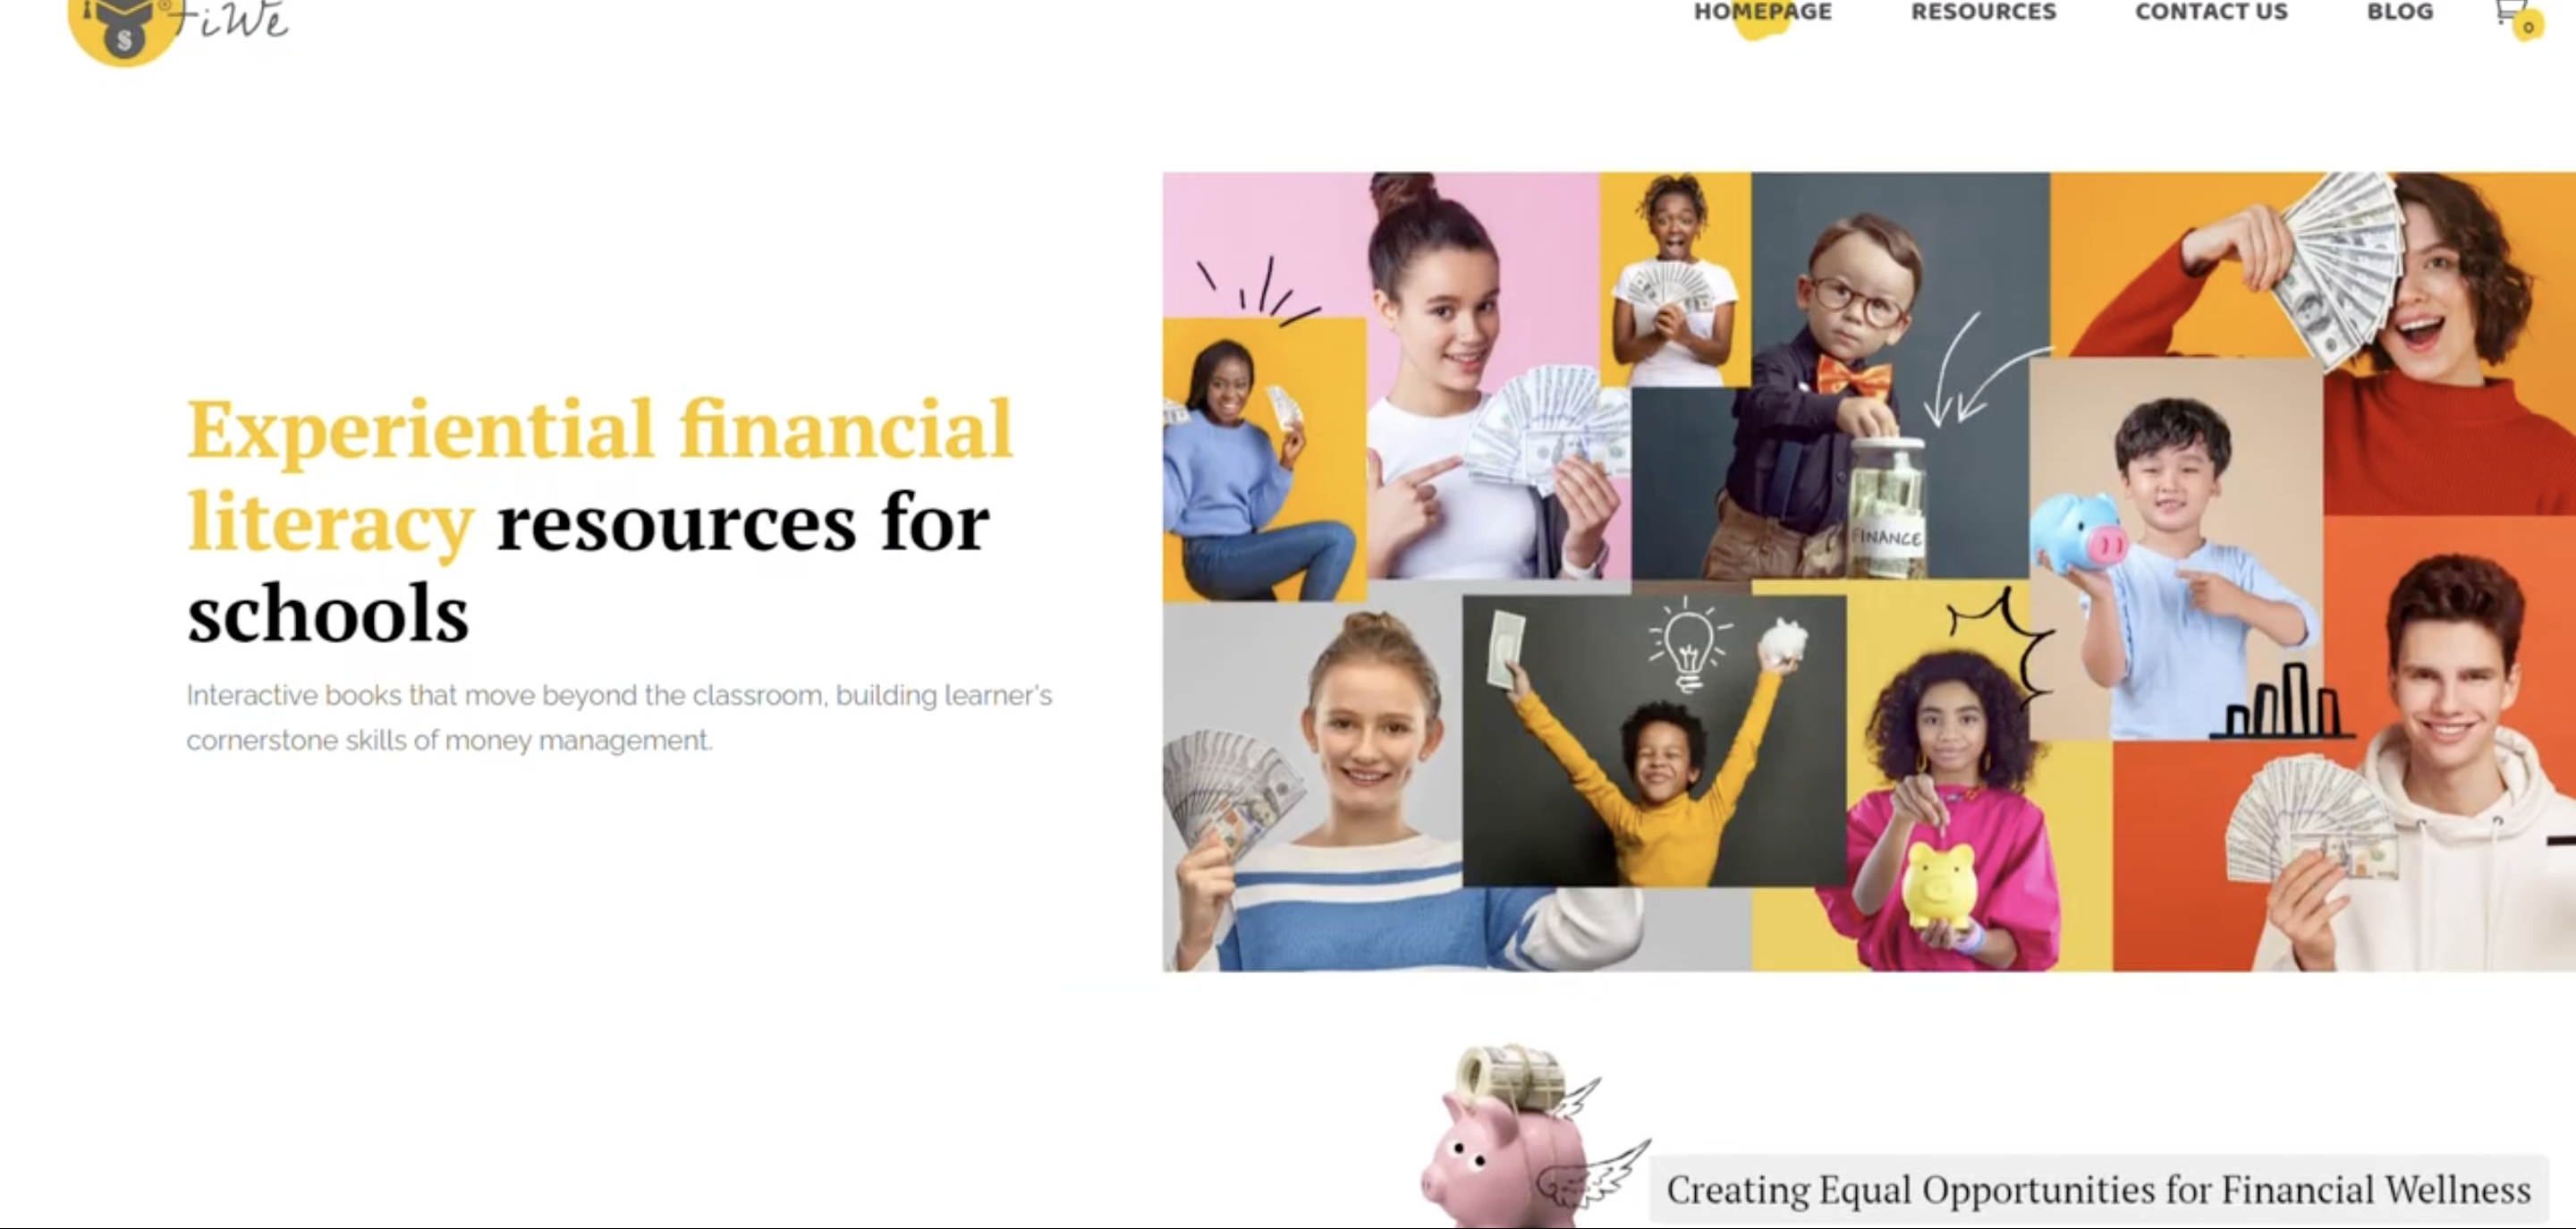 FiWe
HOMEPAGE
RESOURCES
CONTACT US
BLOG
0
Experiential financial
literacy resources for
schools
Interactive books that move beyond the classroom, building learner's
cornerstone skills of money management.
FINANCE
Creating Equal Opportunities for Financial Wellness